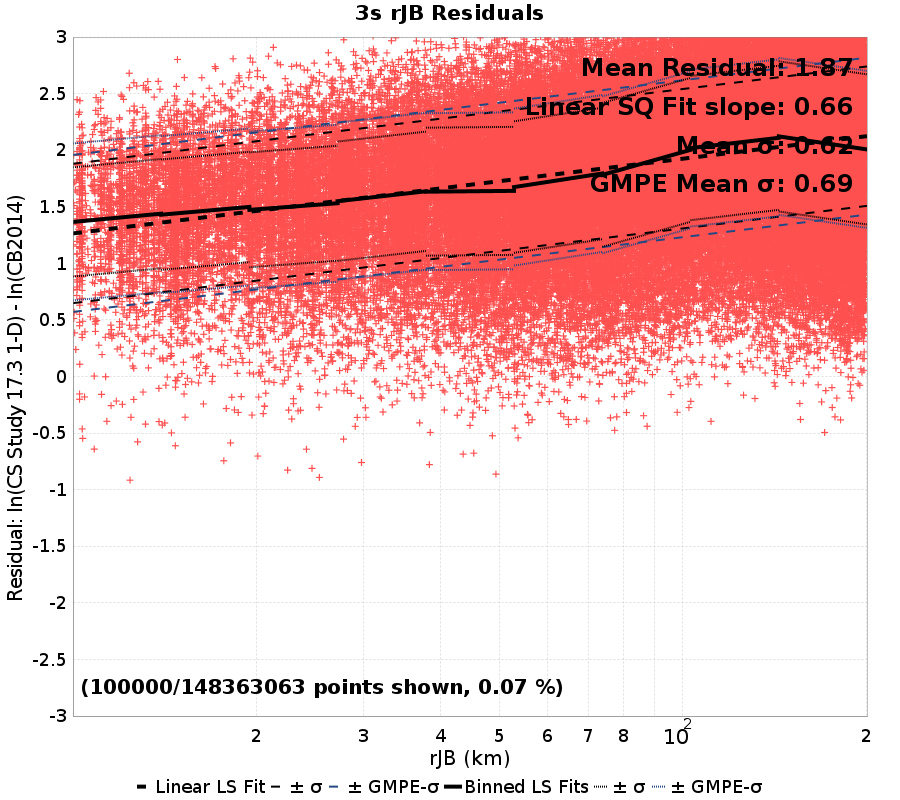 3s rJB Residuals
Residual: ln(CS Study 17.3 1-D) - ln(CB2014)
3
2.5
2
1.5
1
0.5
0
-0.5
-1
-1.5
-2
-2.5
-3
Mean Residual: 1.87
Linear SQ Fit slope: 0.66
Mean σ: 0.62
GMPE Mean σ: 0.69
(100000/148363063 points shown, 0.07 %)
2 3 4 5 6 7 8 10² 2
rJB (km)
Linear LS Fit ± σ ± GMPE-σ Binned LS Fits ± σ ± GMPE-σ